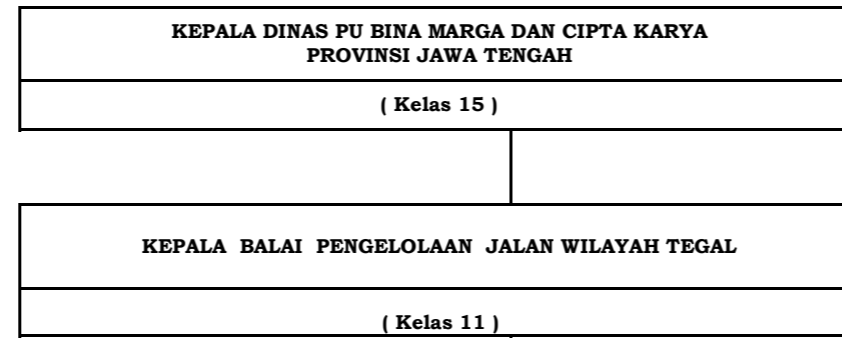 KEPALA DINAS PU BINA MARGA DAN CIPTA KARYA
PROVINSI JAWA TENGAH
( Kelas 15 )
KEPALA BALAI PENGELOLAAN JALAN WILAYAH TEGAL
( Kelas 11 )